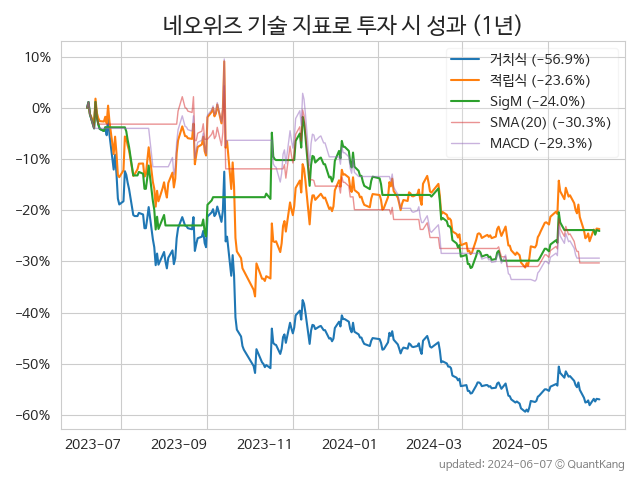 네오위즈 기술 지표로 투자 시 성과 (1년)
거치식 (−56.9%)
적립식 (−23.6%)
SigM (−24.0%)
SMA(20) (−30.3%)
MACD (−29.3%)
10%
0%
−10%
−20%
−30%
−40%
−50%
−60%
2023-07 2023-09 2023-11 2024-01 2024-03 2024-05
updated: 2024-06-07 © QuantKang